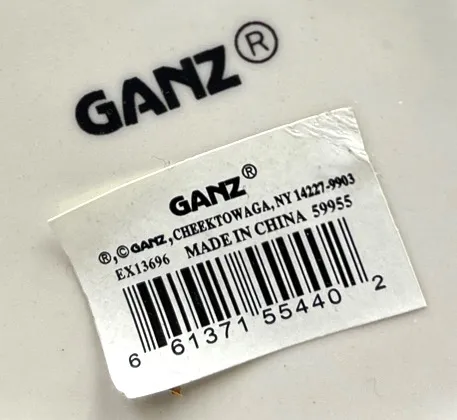 GANZ®
GANZ®
®,© GANZ, CHEEKTOWAGA, NY 14227-9903
EX13696 MADE IN CHINA 59955
6 61371 55440 2